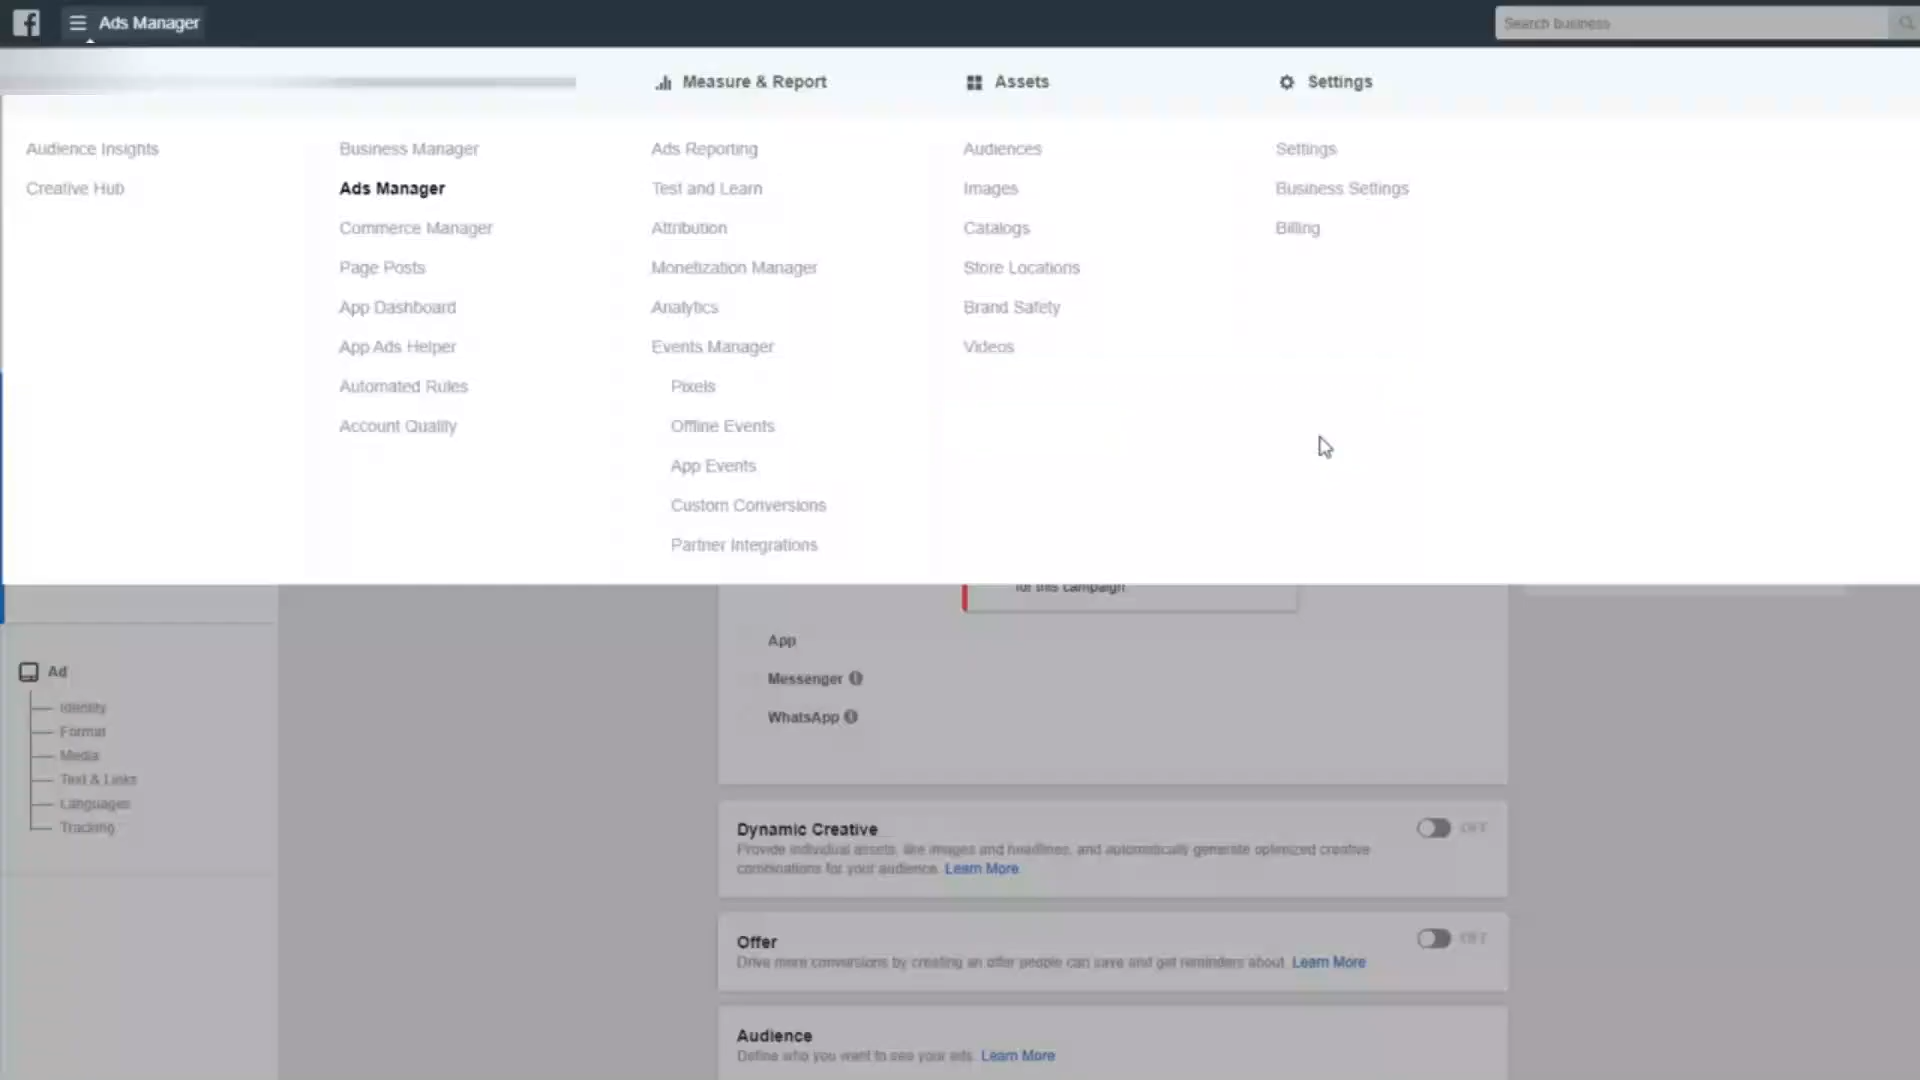 Ads Manager
Search business
Measure & Report
Assets
Settings
Audience Insights
Creative Hub
Business Manager
Ads Manager
Commerce Manager
Page Posts
App Dashboard
App Ads Helper
Automated Rules
Account Quality
Ads Reporting
Test and Learn
Attribution
Monetization Manager
Analytics
Events Manager
Pixels
Offline Events
App Events
Custom Conversions
Partner Integrations
Audiences
Images
Catalogs
Store Locations
Brand Safety
Videos
Settings
Business Settings
Billing
for this campaign
App
Messenger
WhatsApp
Ad
Identity
Format
Media
Text & Links
Languages
Tracking
Dynamic Creative
OFF
Provide individual assets, like images and headlines, and automatically generate optimized creative
combinations for your audience. Learn More
Offer
OFF
Drive more conversions by creating an offer people can save and get reminders about. Learn More
Audience
Define who you want to see your ads. Learn More